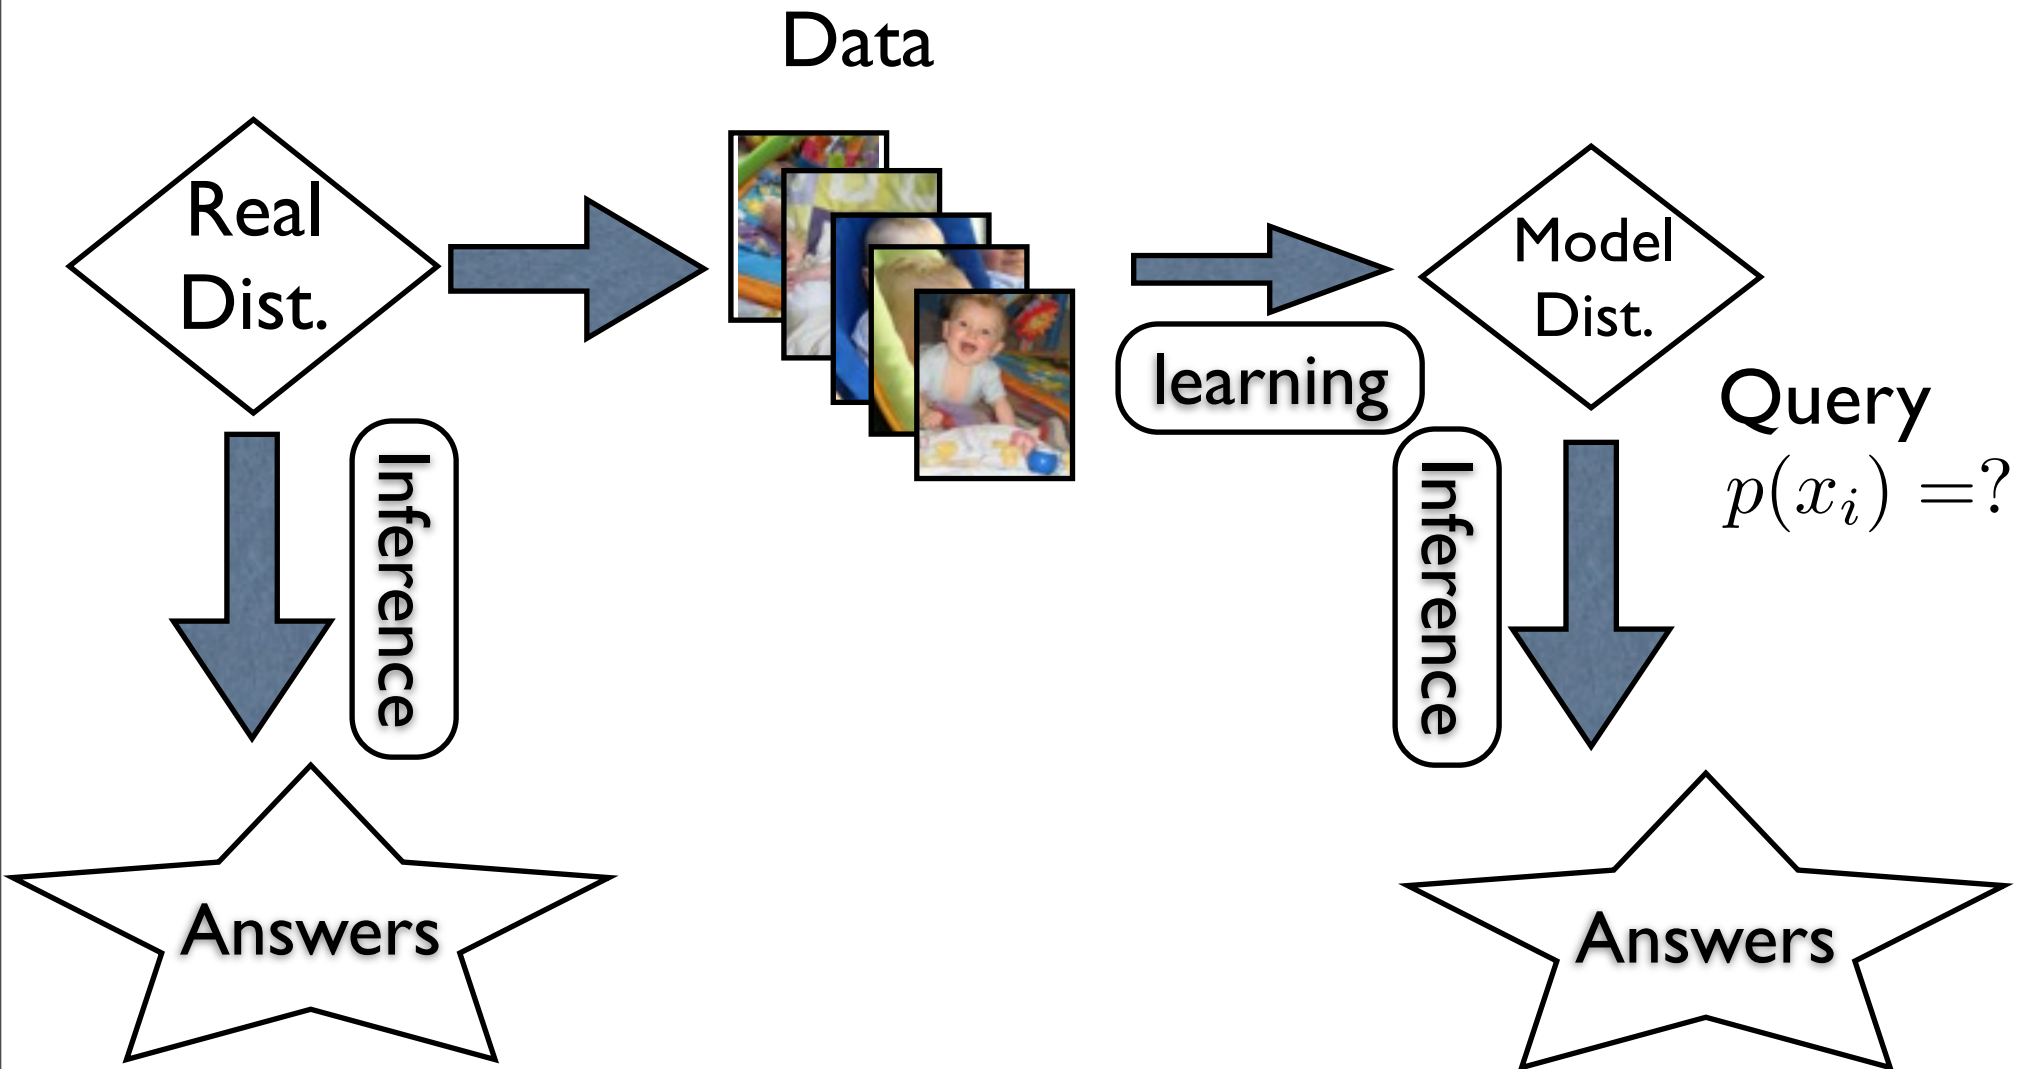 Data
Real
Dist.
Model
Dist.
learning
Query
p(x_i) =?
Inference
Inference
Answers
Answers